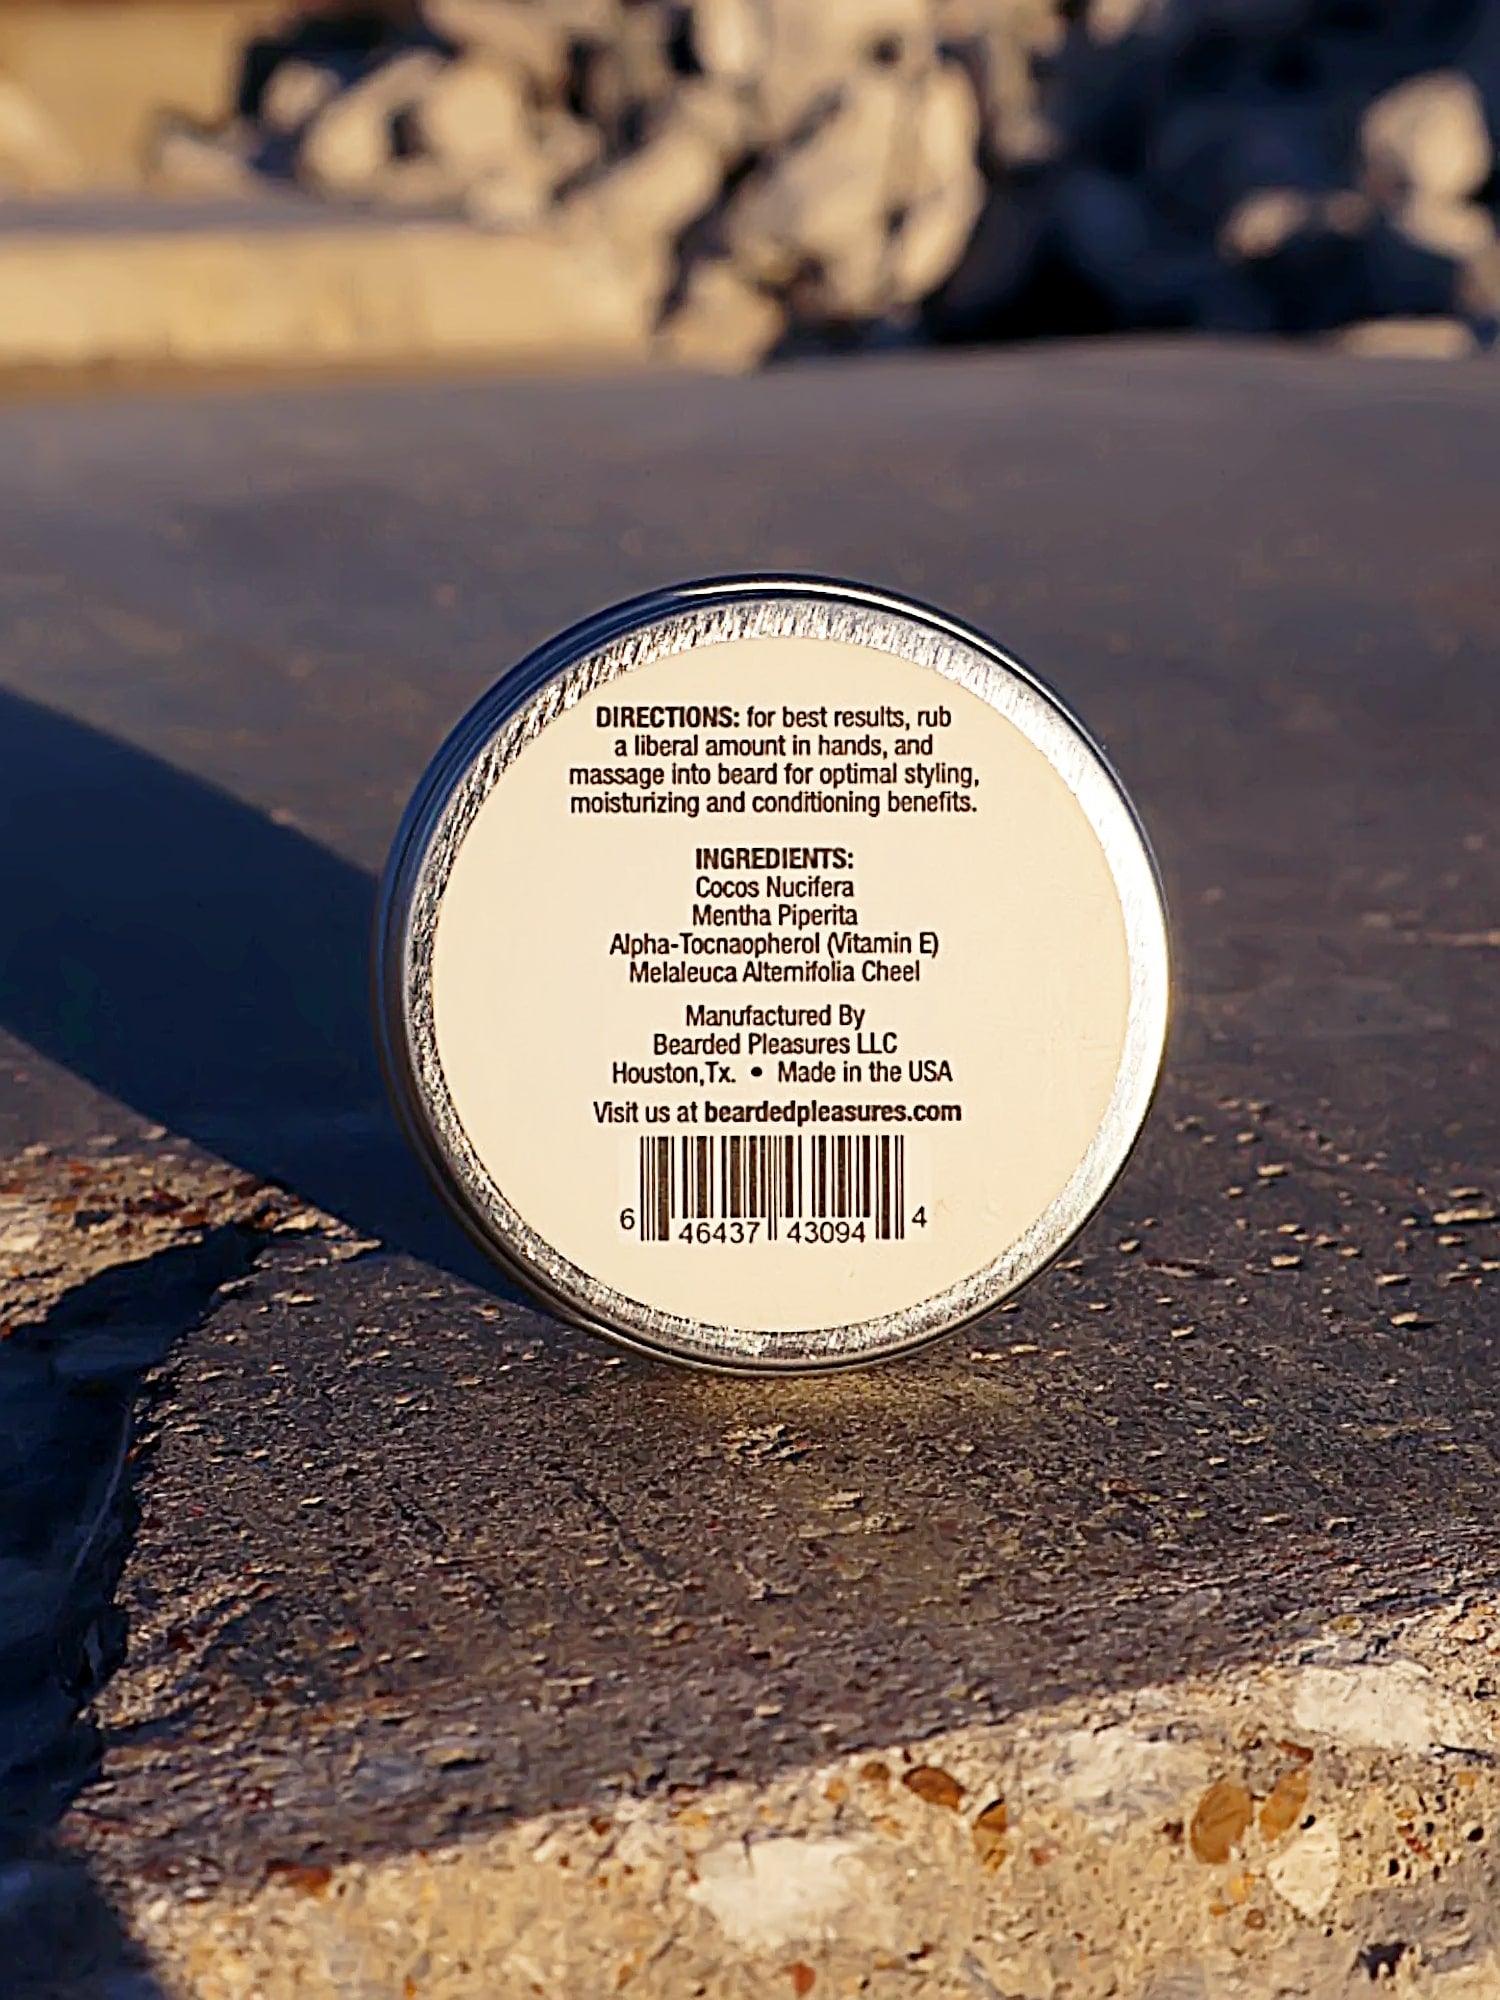 DIRECTIONS: for best results, rub
a liberal amount in hands, and
massage into beard for optimal styling,
moisturizing and conditioning benefits.
INGREDIENTS:
Cocos Nucifera
Mentha Piperita
Alpha-Tocnaopherol (Vitamin E)
Melaleuca Alternifolia Cheel
Manufactured By
Bearded Pleasures LLC
Houston,Tx. • Made in the USA
Visit us at beardedpleasures.com
6 46437 43094 4